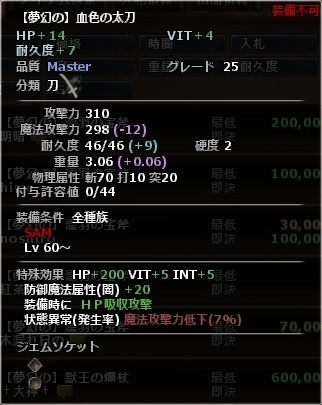 【夢幻の】血色の太刀
装備不可
HP+14 VIT+4
耐久度+7
品質 Master グレード 25
分類 刀
攻撃力 310
魔法攻撃力 298 (-12)
耐久度 46/46 (+9) 硬度 2
重量 3.06 (+0.06)
物理属性 斬70 打10 突20
付与許容値 0/44
装備条件 全種族
SAM
Lv 60～
特殊効果 HP+200 VIT+5 INT+5
防御魔法属性(闇) +20
装備時に HP吸収攻撃
状態異常(発生率) 魔法攻撃力低下(7%)
ジェムソケット